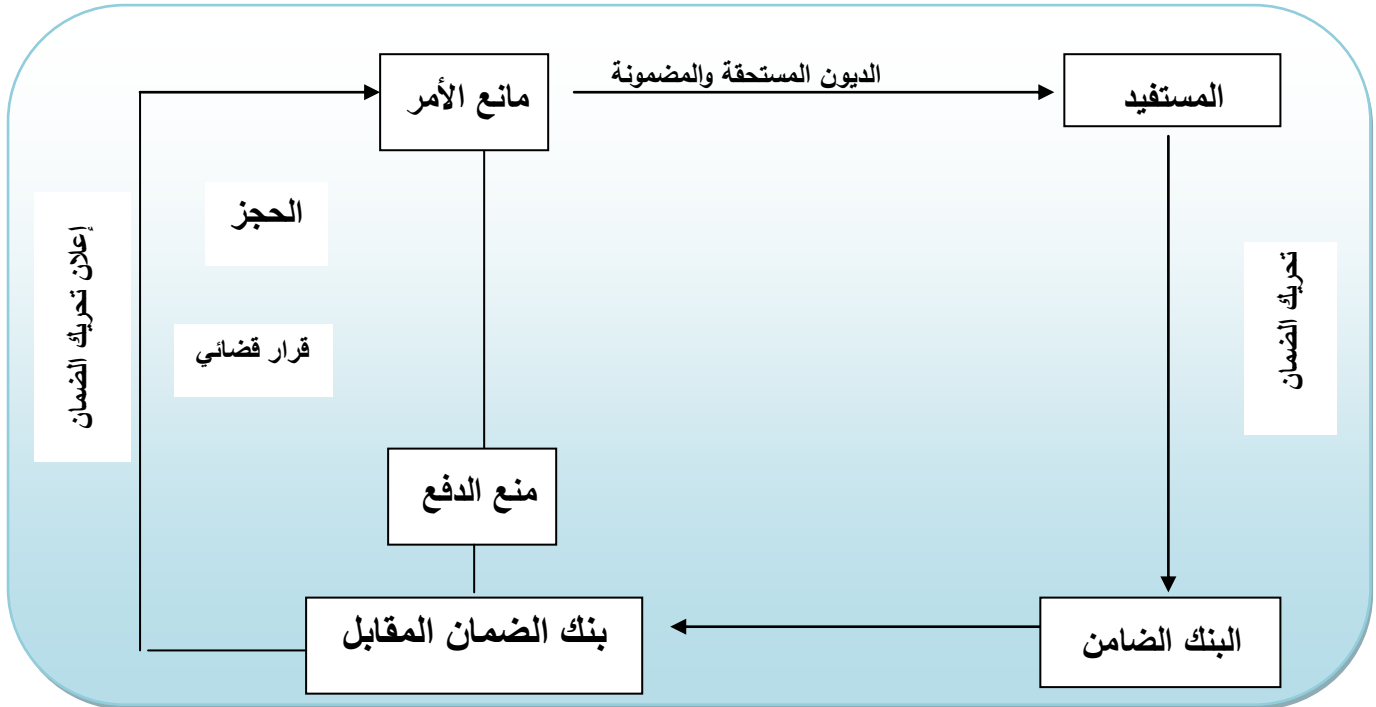 الديون المستحقة والمضمونة
المستفيد
مانع الأمر
الحجز
إعلان تحريك الضمان
تحريك الضمان
قرار قضائي
منع الدفع
البنك الضامن
بنك الضمان المقابل